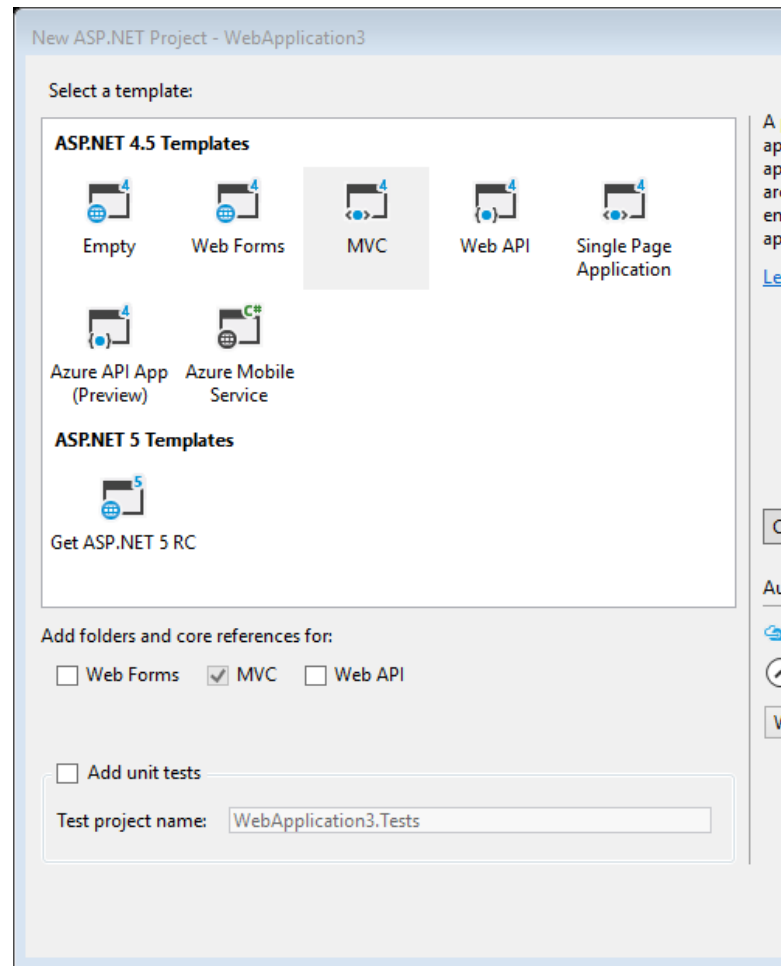 New ASP.NET Project - WebApplication3
Select a template:
ASP.NET 4.5 Templates
4 4 4 4 4
Empty Web Forms MVC Web API Single Page
Application
4 C#
Azure API App Azure Mobile
(Preview) Service
ASP.NET 5 Templates
5
Get ASP.NET 5 RC
Add folders and core references for:
Web Forms MVC Web API
Add unit tests
Test project name: WebApplication3.Tests
A